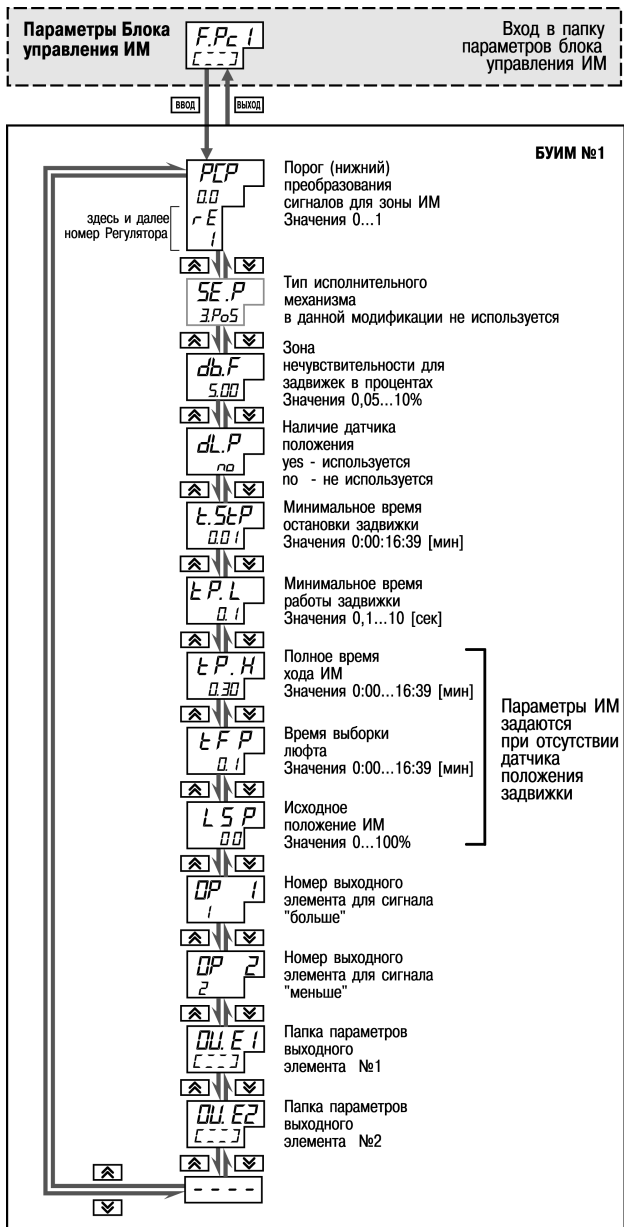 Параметры Блока
управления ИМ
F.Pc1
[---]
Вход в папку
параметров блока
управления ИМ
ВВОД
ВЫХОД
БУИМ №1
PCP
0.0
rE
1
здесь и далее
номер Регулятора
Порог (нижний)
преобразования
сигналов для зоны ИМ
Значения 0...1
SE.P
3.PoS
Тип исполнительного
механизма
в данной модификации не используется
db.F
5.00
Зона
нечувствительности для
задвижек в процентах
Значения 0,05...10%
dL.P
no
Наличие датчика
положения
yes - используется
no - не используется
t.StP
0.01
Минимальное время
остановки задвижки
Значения 0:00:16:39 [мин]
tP.L
0.1
Минимальное время
работы задвижки
Значения 0,1...10 [сек]
tP.H
0.30
Полное время
хода ИМ
Значения 0:00...16:39 [мин]
tFP
0.1
Время выборки
люфта
Значения 0:00...16:39 [мин]
LSP
00
Исходное
положение ИМ
Значения 0...100%
Параметры ИМ
задаются
при отсутствии
датчика
положения
задвижки
OP 1
1
Номер выходного
элемента для сигнала
"больше"
OP 2
2
Номер выходного
элемента для сигнала
"меньше"
OU.E1
[---]
Папка параметров
выходного
элемента №1
OU.E2
[---]
Папка параметров
выходного
элемента №2
----